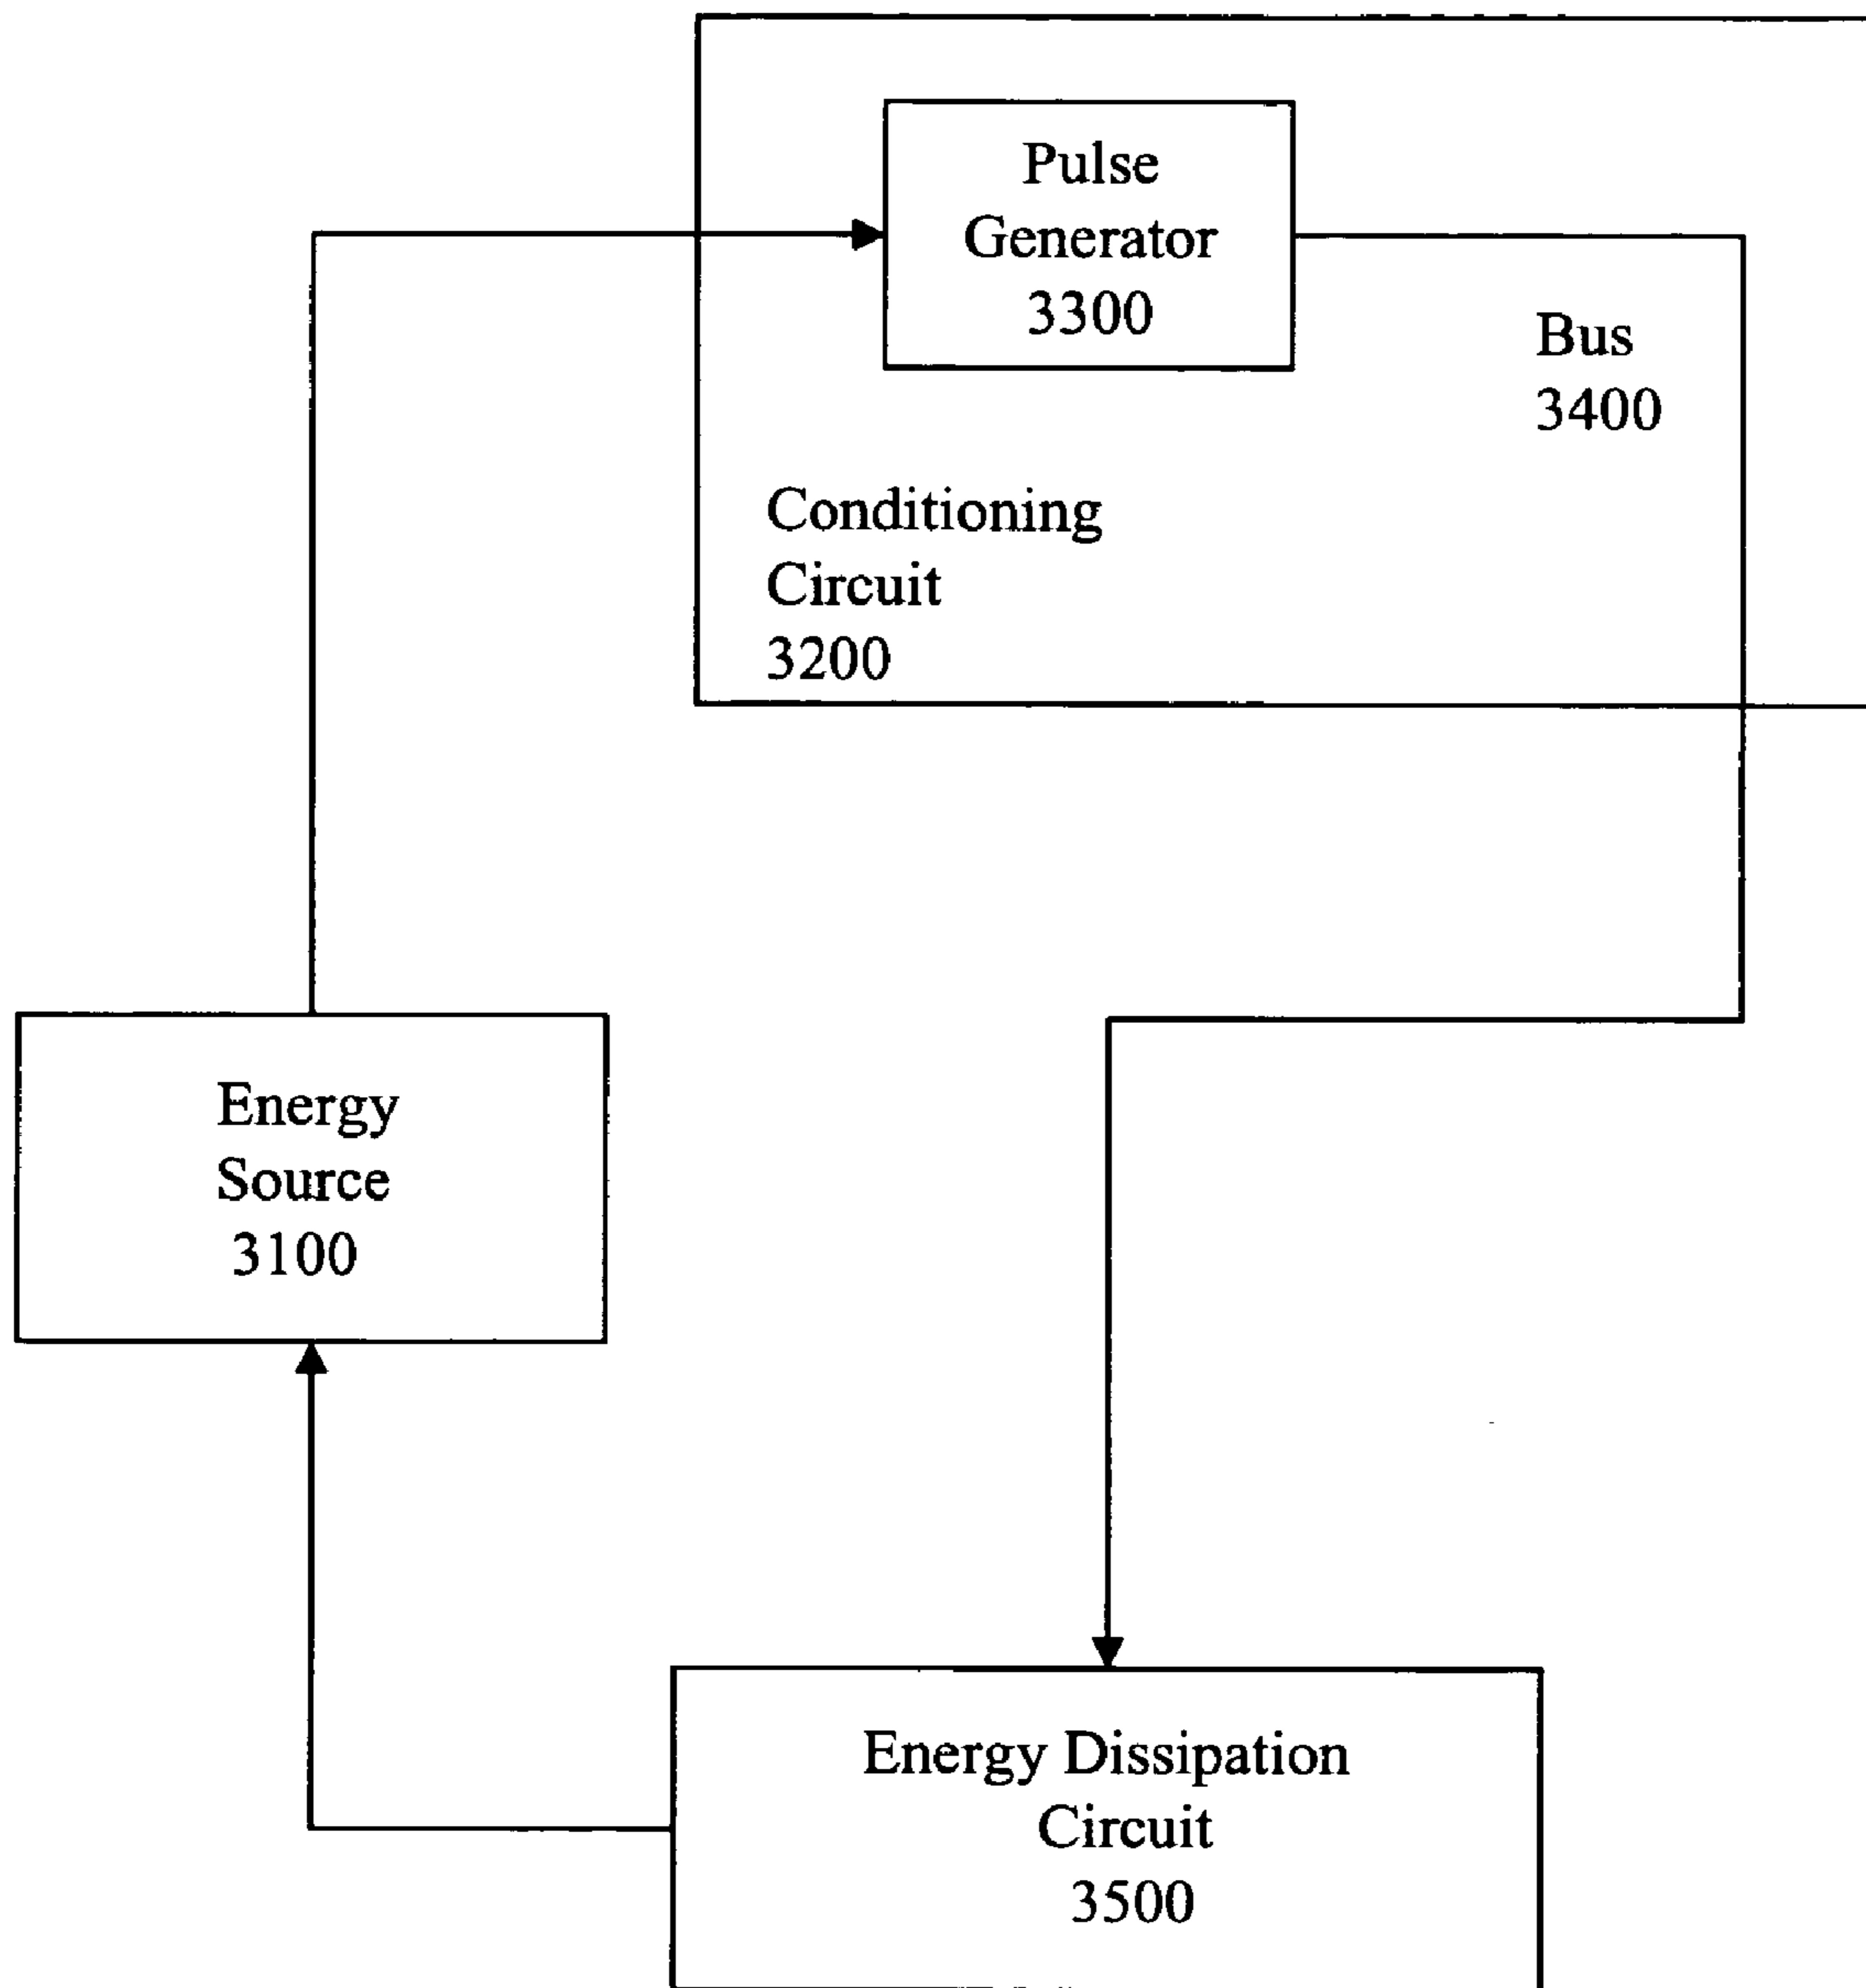 Pulse
Generator
3300
Bus
3400
Conditioning
Circuit
3200
Energy
Source
3100
Energy Dissipation
Circuit
3500